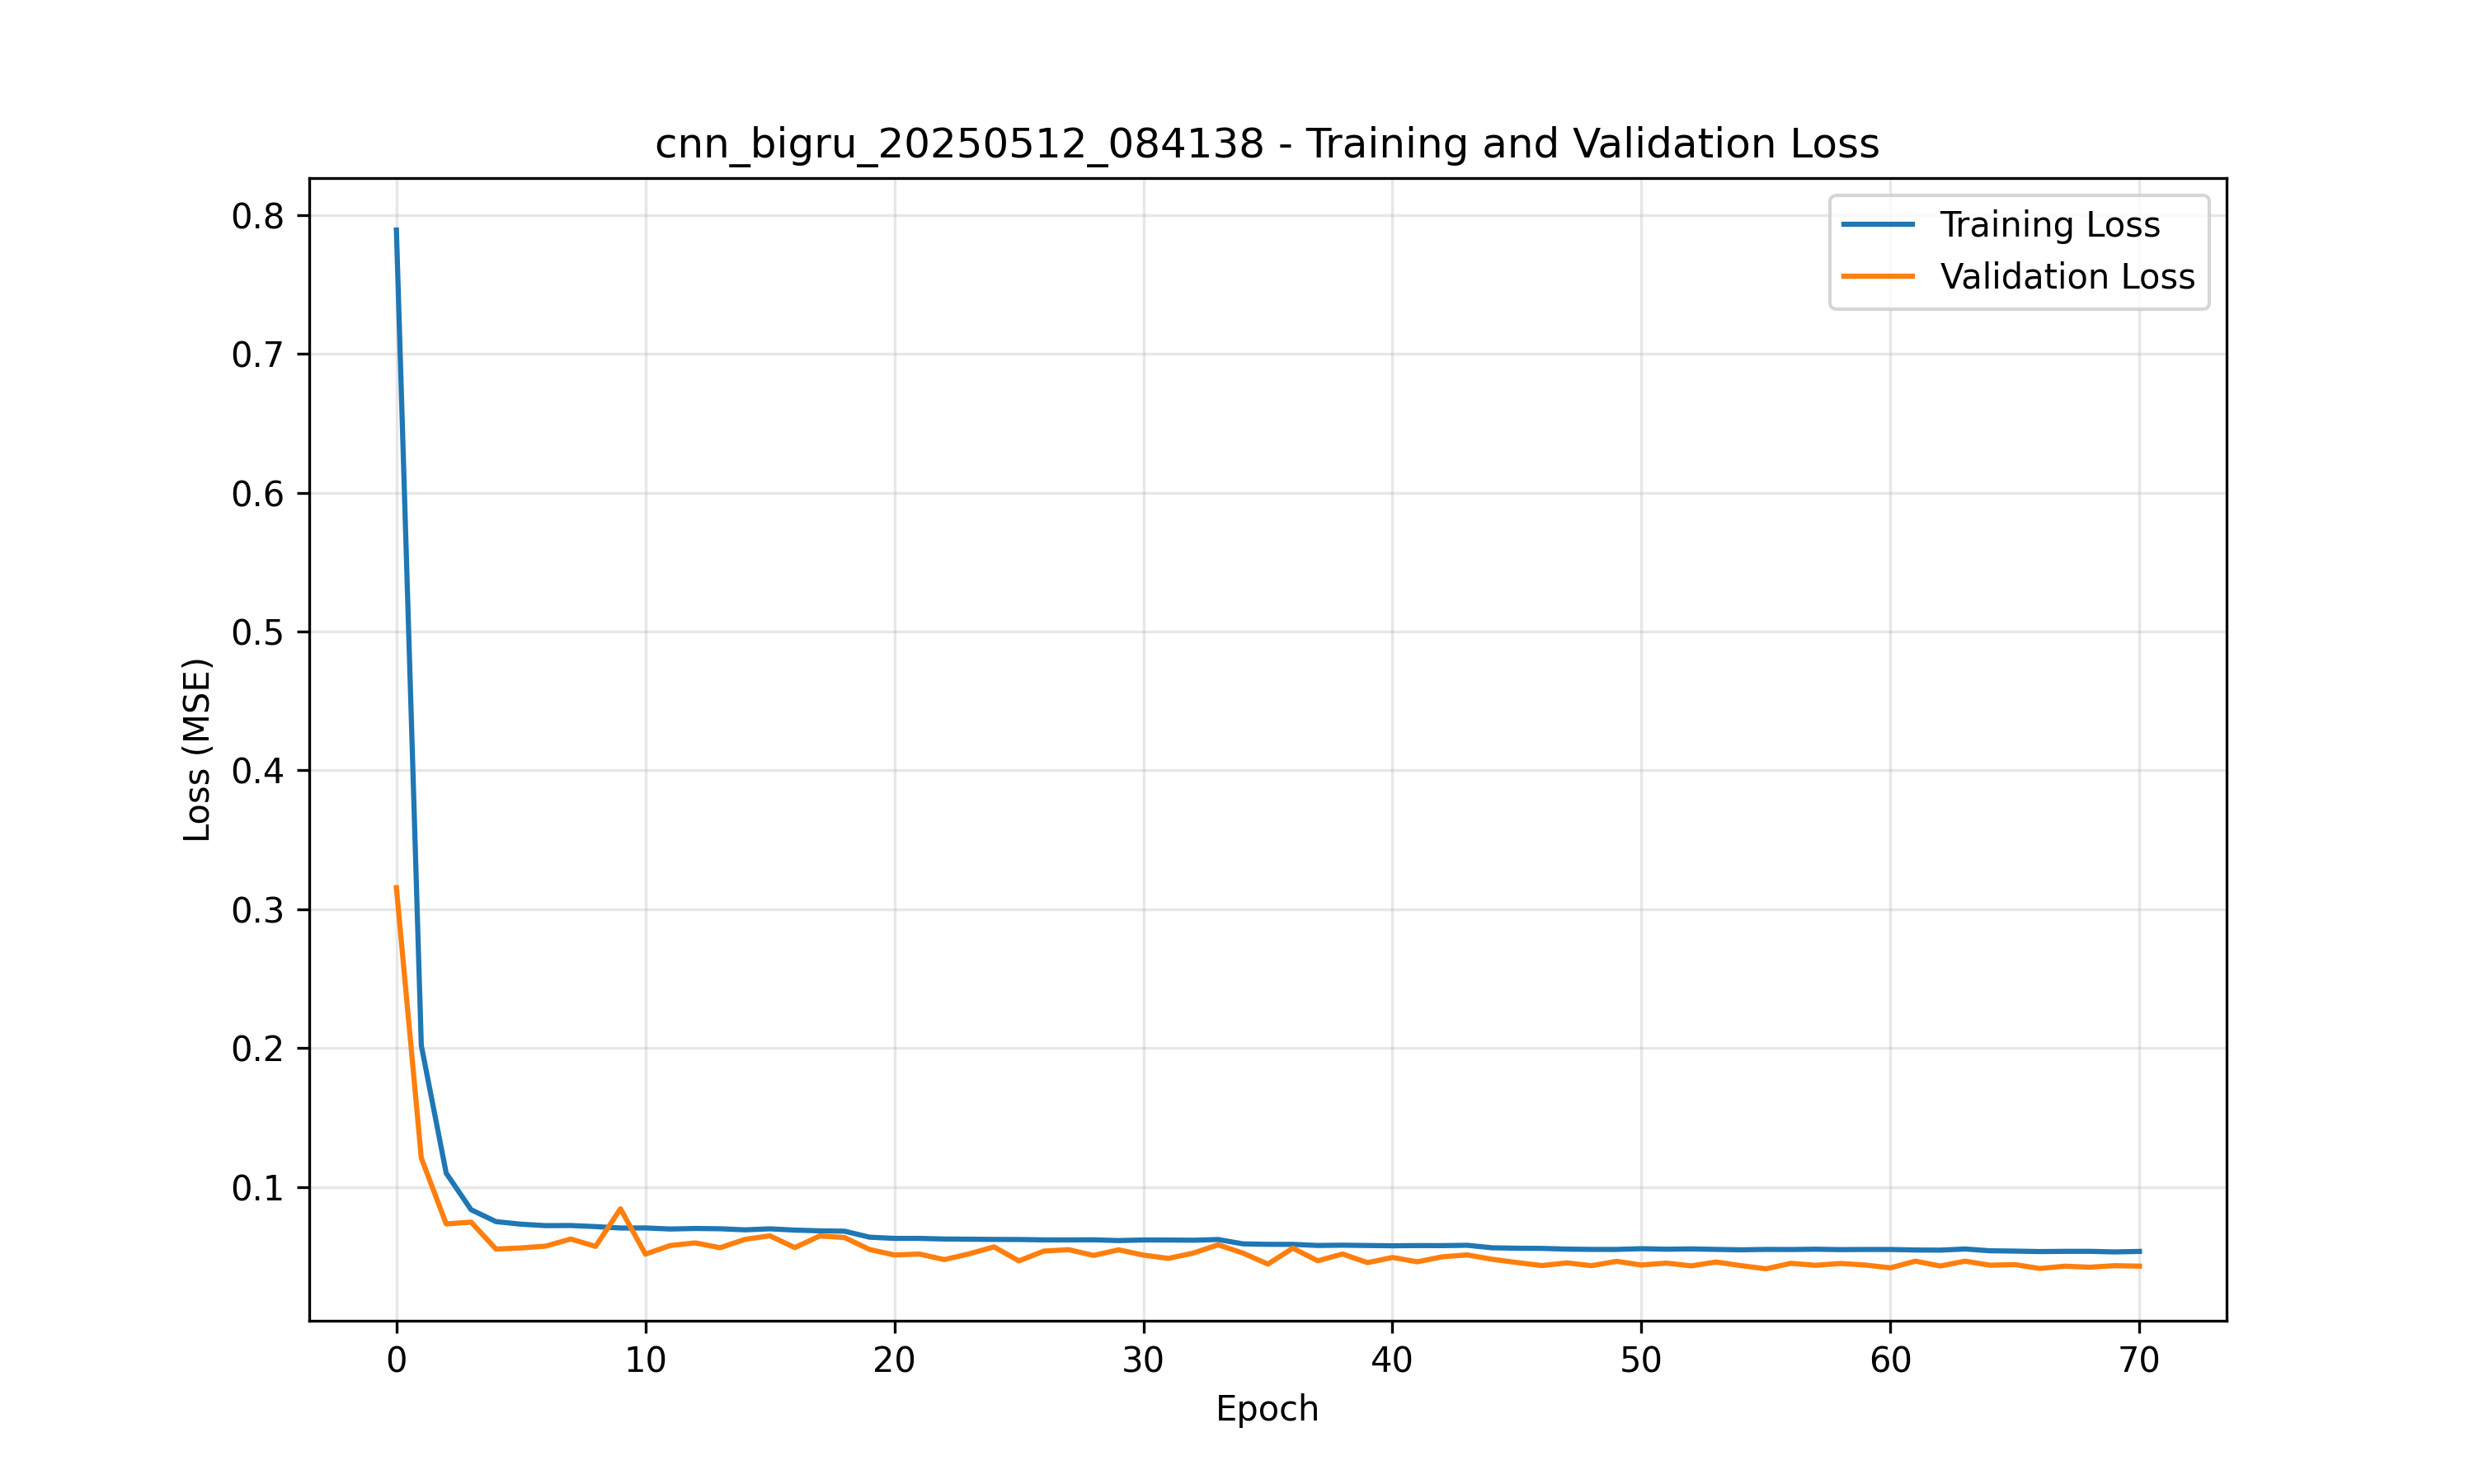 cnn_bigru_20250512_084138 - Training and Validation Loss
Training Loss
Validation Loss
Loss (MSE)
0.8
0.7
0.6
0.5
0.4
0.3
0.2
0.1
0 10 20 30 40 50 60 70
Epoch